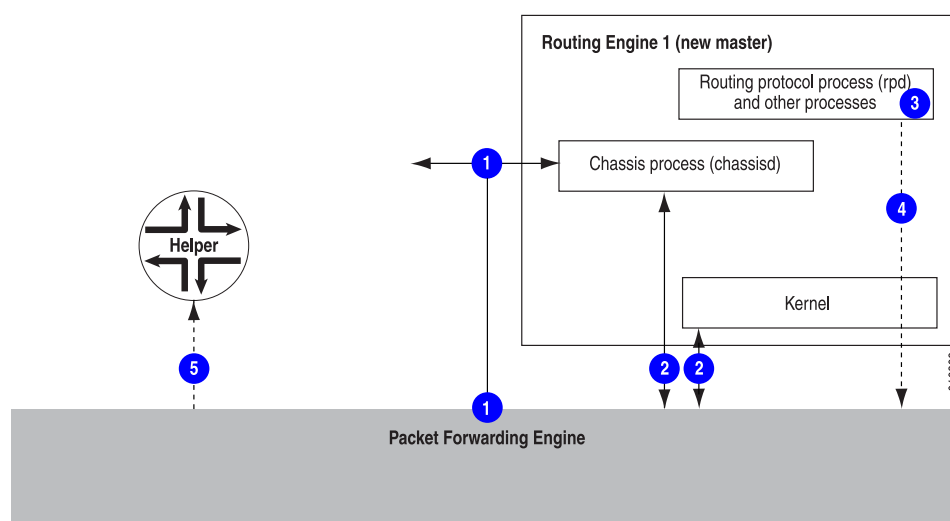 Routing Engine 1 (new master)
Routing protocol process (rpd)
and other processes
3
1
Chassis process (chassisd)
4
Helper
Kernel
5
2
2
1
Packet Forwarding Engine